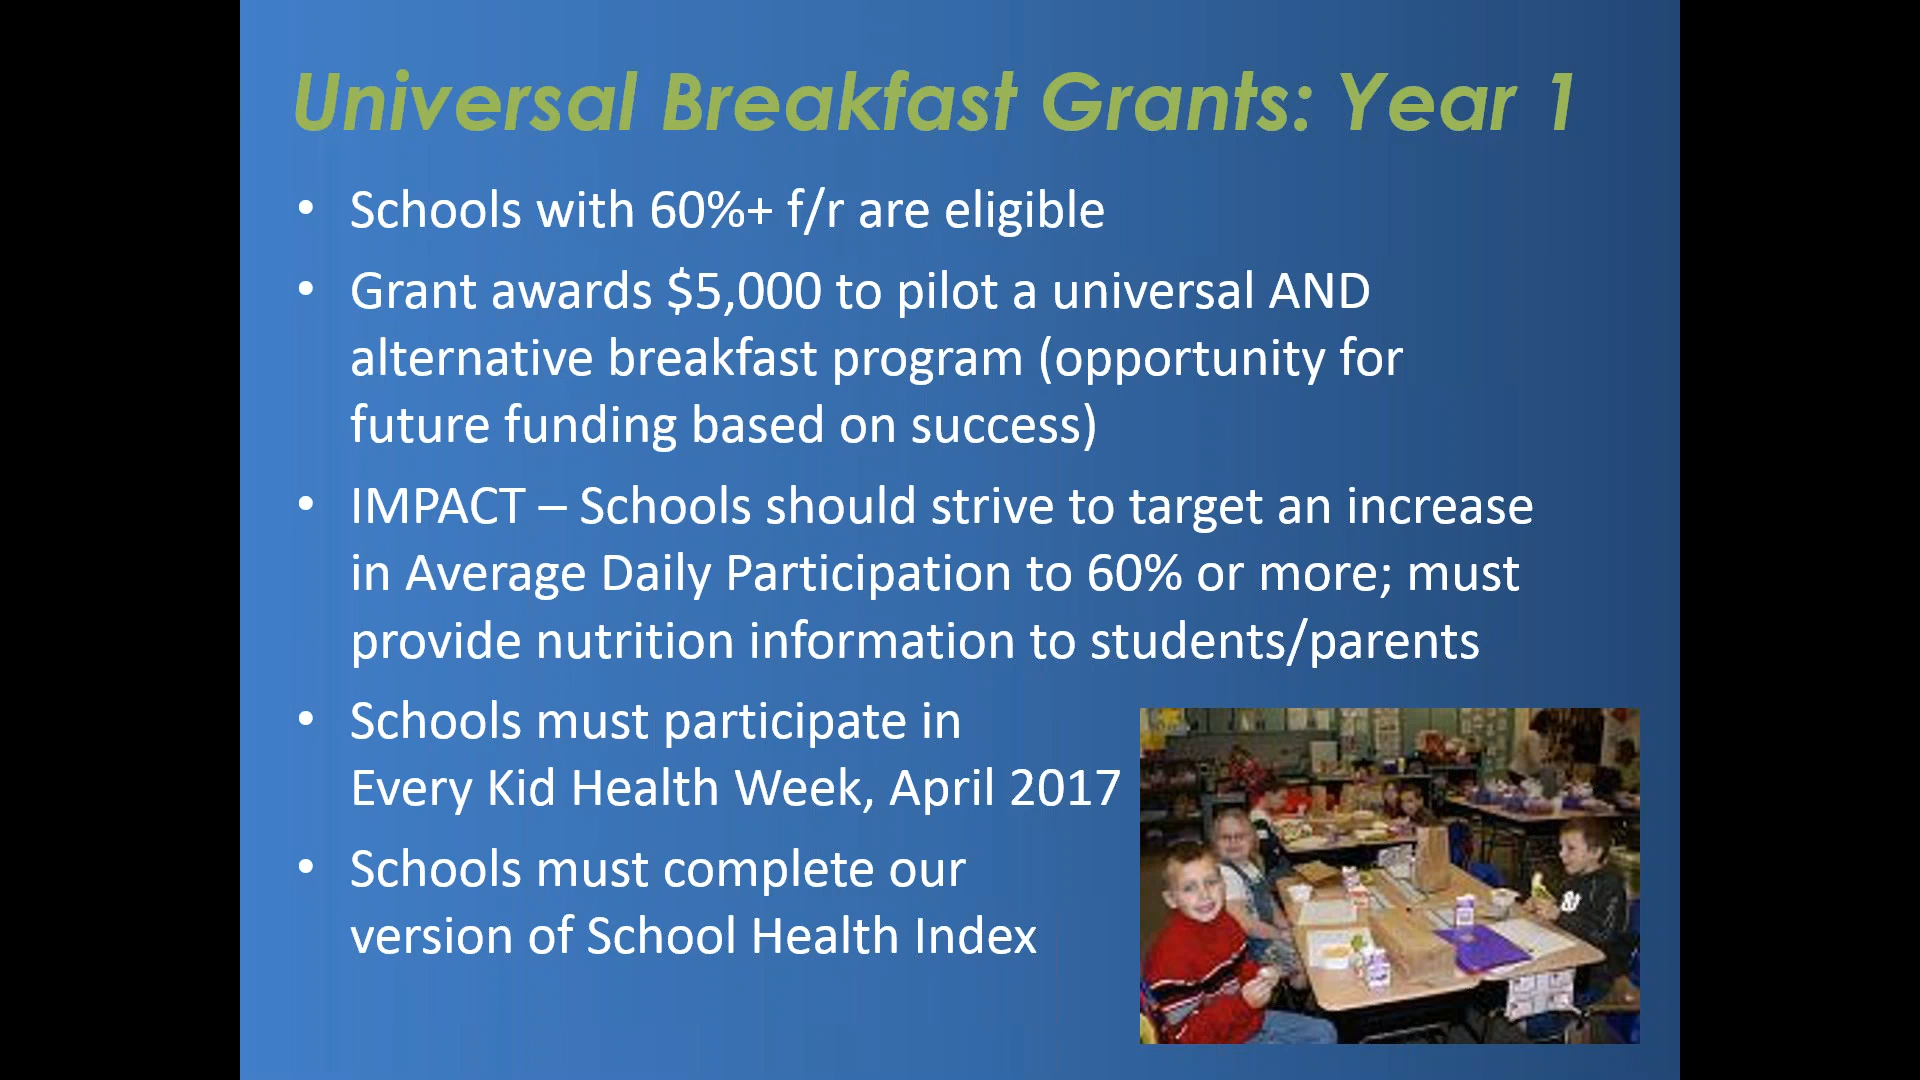 Universal Breakfast Grants: Year 1
• Schools with 60%+ f/r are eligible
• Grant awards $5,000 to pilot a universal AND
alternative breakfast program (opportunity for
future funding based on success)
• IMPACT – Schools should strive to target an increase
in Average Daily Participation to 60% or more; must
provide nutrition information to students/parents
• Schools must participate in
Every Kid Health Week, April 2017
• Schools must complete our
version of School Health Index